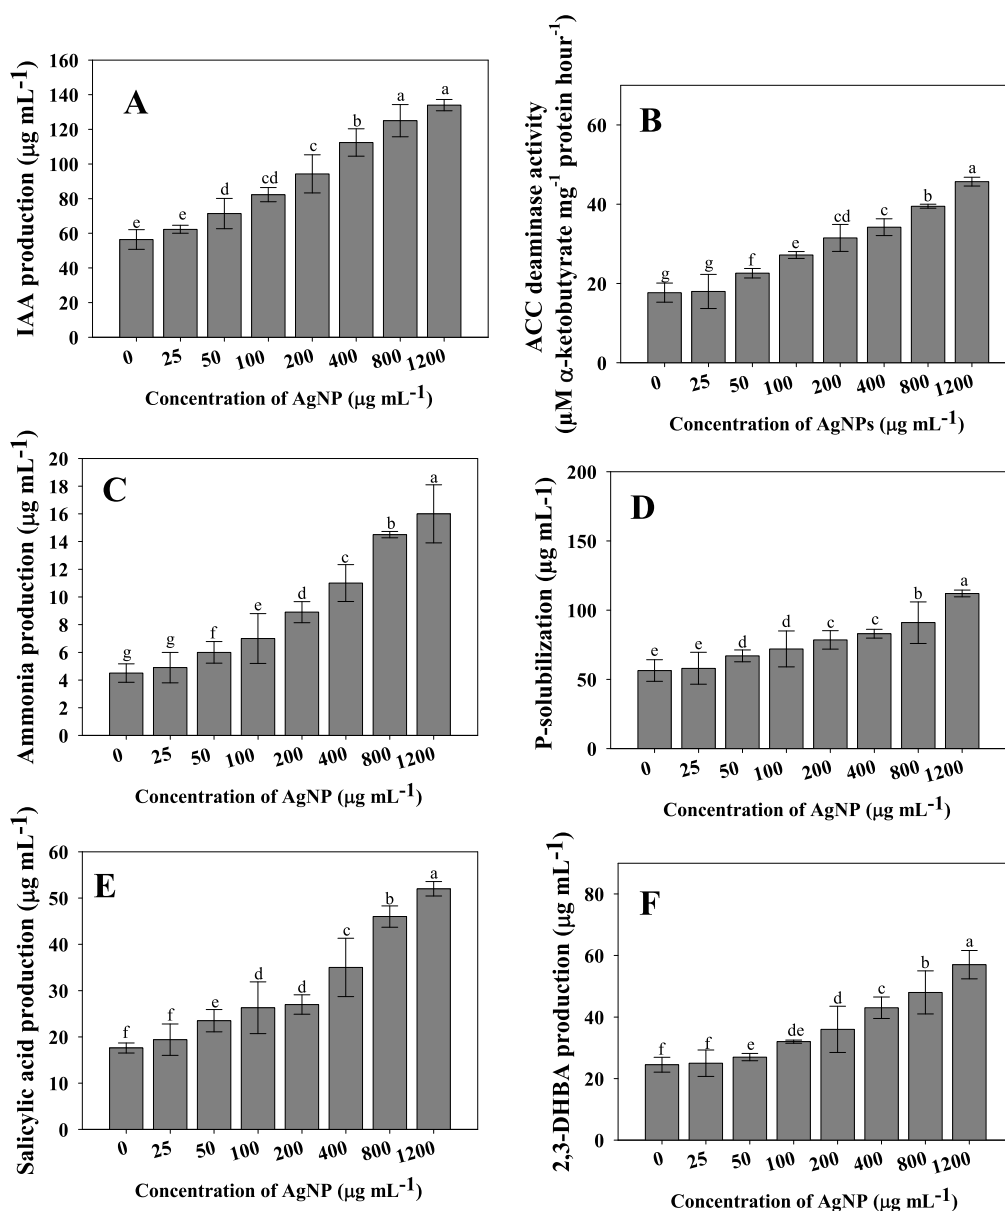 A
IAA production (µg mL-1)
160
140
120
100
80
60
40
20
0
e e d cd c b a a
0 25 50 100 200 400 800 1200
Concentration of AgNP (µg mL-1)
B
ACC deaminase activity
(µM α-ketobutyrate mg-1 protein hour-1)
60
40
20
0
g g f e cd c b a
0 25 50 100 200 400 800 1200
Concentration of AgNPs (µg mL-1)
C
Ammonia production (µg mL-1)
20
18
16
14
12
10
8
6
4
2
0
g g f e d c b a
0 25 50 100 200 400 800 1200
Concentration of AgNP (µg mL-1)
D
P-solubilization (µg mL-1)
200
150
100
50
0
e e d d c c b a
0 25 50 100 200 400 800 1200
Concentration of AgNP (µg mL-1)
E
Salicylic acid production (µg mL-1)
60
50
40
30
20
10
0
f f e d d c b a
0 25 50 100 200 400 800 1200
Concentration of AgNP (µg mL-1)
F
2,3-DHBA production (µg mL-1)
80
60
40
20
0
f f e de d c b a
0 25 50 100 200 400 800 1200
Concentration of AgNP (µg mL-1)